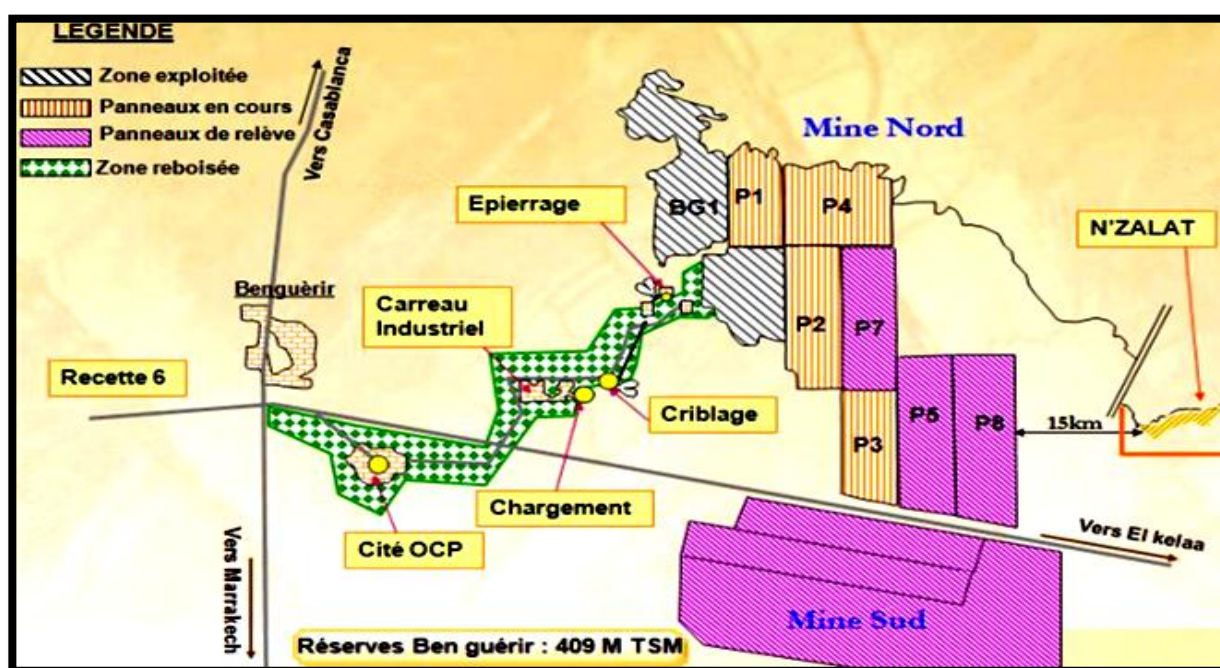 LEGENDE
Zone exploitée
Panneaux en cours
Panneaux de relève
Zone reboisée
Vers Casablanca
Mine Nord
Epierrage
BG1
P1
P4
N'ZALAT
Benguèrir
Carreau
Industriel
P2
P7
Recette 6
Criblage
P5
P8
15km
P3
Chargement
Cité OCP
Vers El kelaa
Vers Marrakech
Mine Sud
Réserves Ben guérir : 409 M TSM